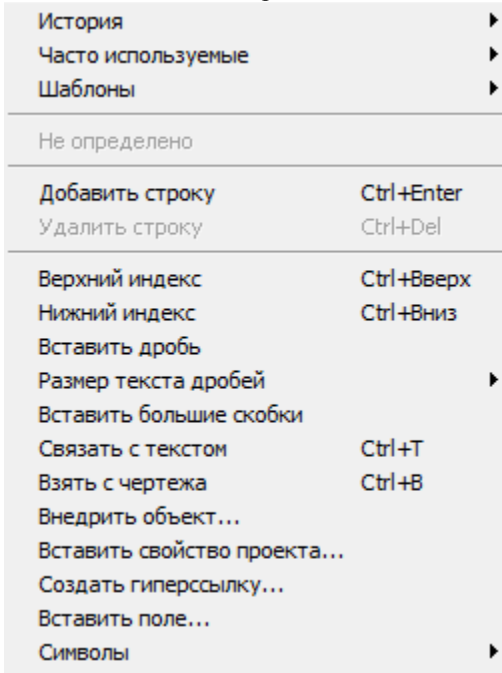 История
Часто используемые
Шаблоны
Не определено
Добавить строку Ctrl+Enter
Удалить строку Ctrl+Del
Верхний индекс Ctrl+Вверх
Нижний индекс Ctrl+Вниз
Вставить дробь
Размер текста дробей
Вставить большие скобки
Связать с текстом Ctrl+T
Взять с чертежа Ctrl+B
Внедрить объект...
Вставить свойство проекта...
Создать гиперссылку...
Вставить поле...
Символы